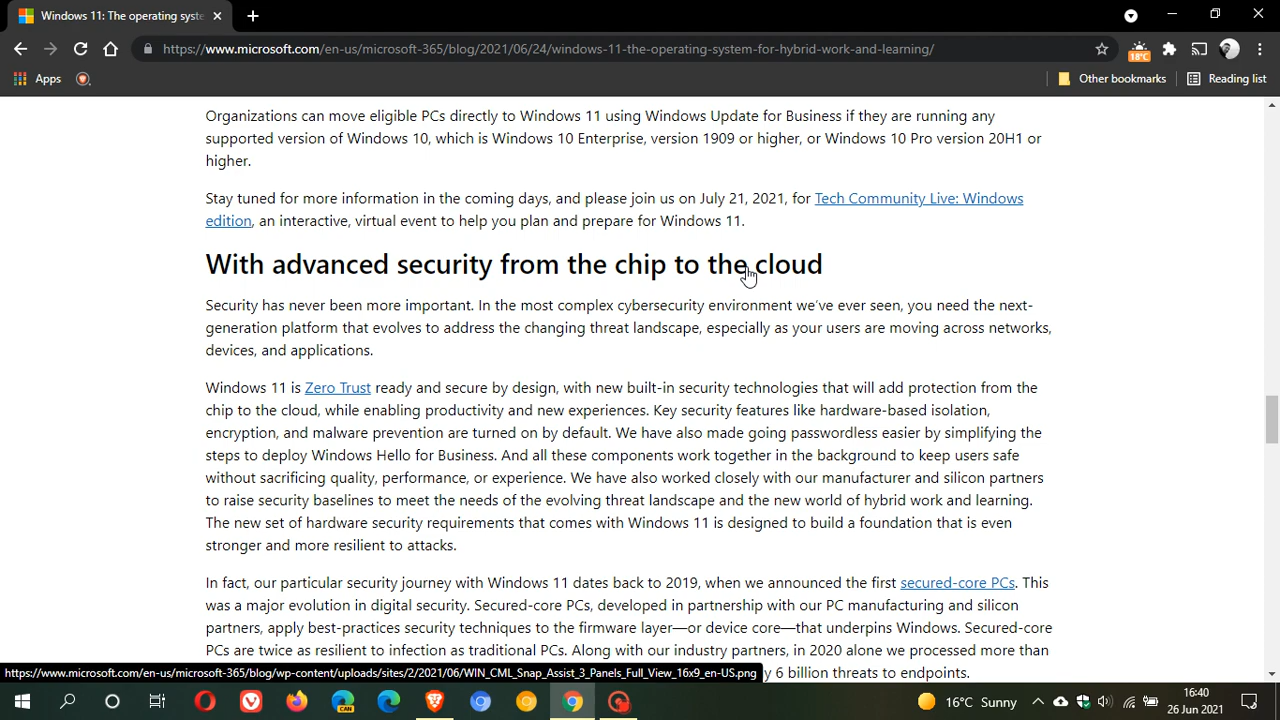 Windows 11: The operating syste
https://www.microsoft.com/en-us/microsoft-365/blog/2021/06/24/windows-11-the-operating-system-for-hybrid-work-and-learning/
18°C
Apps
Other bookmarks
Reading list
Organizations can move eligible PCs directly to Windows 11 using Windows Update for Business if they are running any
supported version of Windows 10, which is Windows 10 Enterprise, version 1909 or higher, or Windows 10 Pro version 20H1 or
higher.
Stay tuned for more information in the coming days, and please join us on July 21, 2021, for Tech Community Live: Windows
edition, an interactive, virtual event to help you plan and prepare for Windows 11.
With advanced security from the chip to the cloud
Security has never been more important. In the most complex cybersecurity environment we've ever seen, you need the next-
generation platform that evolves to address the changing threat landscape, especially as your users are moving across networks,
devices, and applications.
Windows 11 is Zero Trust ready and secure by design, with new built-in security technologies that will add protection from the
chip to the cloud, while enabling productivity and new experiences. Key security features like hardware-based isolation,
encryption, and malware prevention are turned on by default. We have also made going passwordless easier by simplifying the
steps to deploy Windows Hello for Business. And all these components work together in the background to keep users safe
without sacrificing quality, performance, or experience. We have also worked closely with our manufacturer and silicon partners
to raise security baselines to meet the needs of the evolving threat landscape and the new world of hybrid work and learning.
The new set of hardware security requirements that comes with Windows 11 is designed to build a foundation that is even
stronger and more resilient to attacks.
In fact, our particular security journey with Windows 11 dates back to 2019, when we announced the first secured-core PCs. This
was a major evolution in digital security. Secured-core PCs, developed in partnership with our PC manufacturing and silicon
partners, apply best-practices security techniques to the firmware layer—or device core—that underpins Windows. Secured-core
PCs are twice as resilient to infection as traditional PCs. Along with our industry partners, in 2020 alone we processed more than
https://www.microsoft.com/en-us/microsoft-365/blog/wp-content/uploads/sites/2/2021/06/WIN_CML_Snap_Assist_3_Panels_Full_View_16x9_en-US.png
y 6 billion threats to endpoints.
CAN
16°C Sunny
16:40
26 Jun 2021